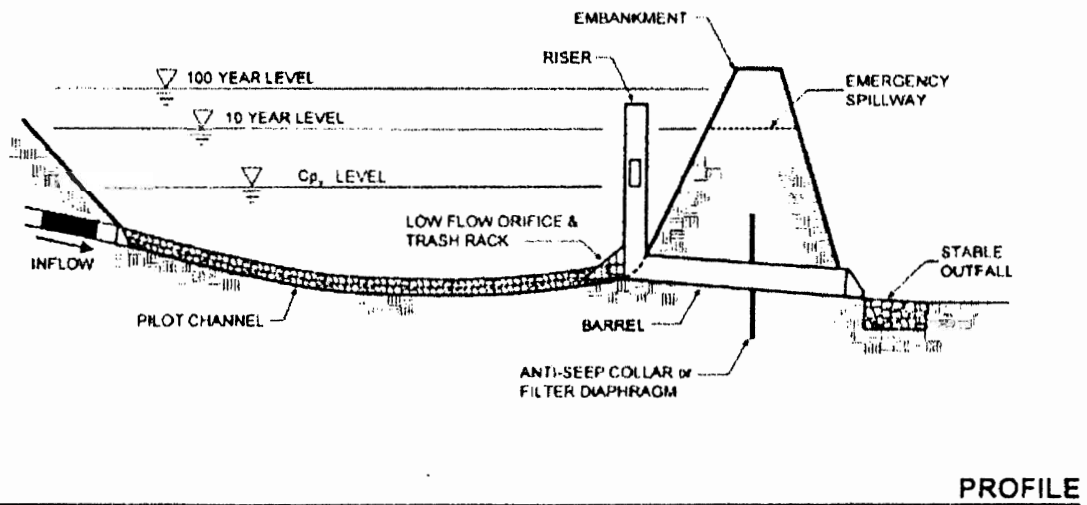 EMBANKMENT
RISER
100 YEAR LEVEL
EMERGENCY
SPILLWAY
10 YEAR LEVEL
Cpv LEVEL
LOW FLOW ORIFICE &
TRASH RACK
INFLOW
STABLE
OUTFALL
PILOT CHANNEL
BARREL
ANTI-SEEP COLLAR or
FILTER DIAPHRAGM
PROFILE